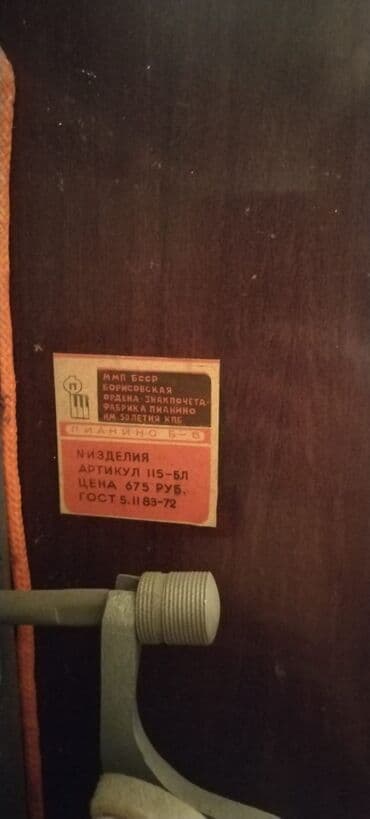 ММП БССР
БОРИСОВСКАЯ
ОРДЕНА "ЗНАК ПОЧЕТА"
ФАБРИКА ПИАНИНО
ИМ. 50 ЛЕТИЯ КПБ
ПИАНИНО Б-6
N ИЗДЕЛИЯ
АРТИКУЛ 115-БЛ
ЦЕНА 675 РУБ.
ГОСТ 5.1183-72